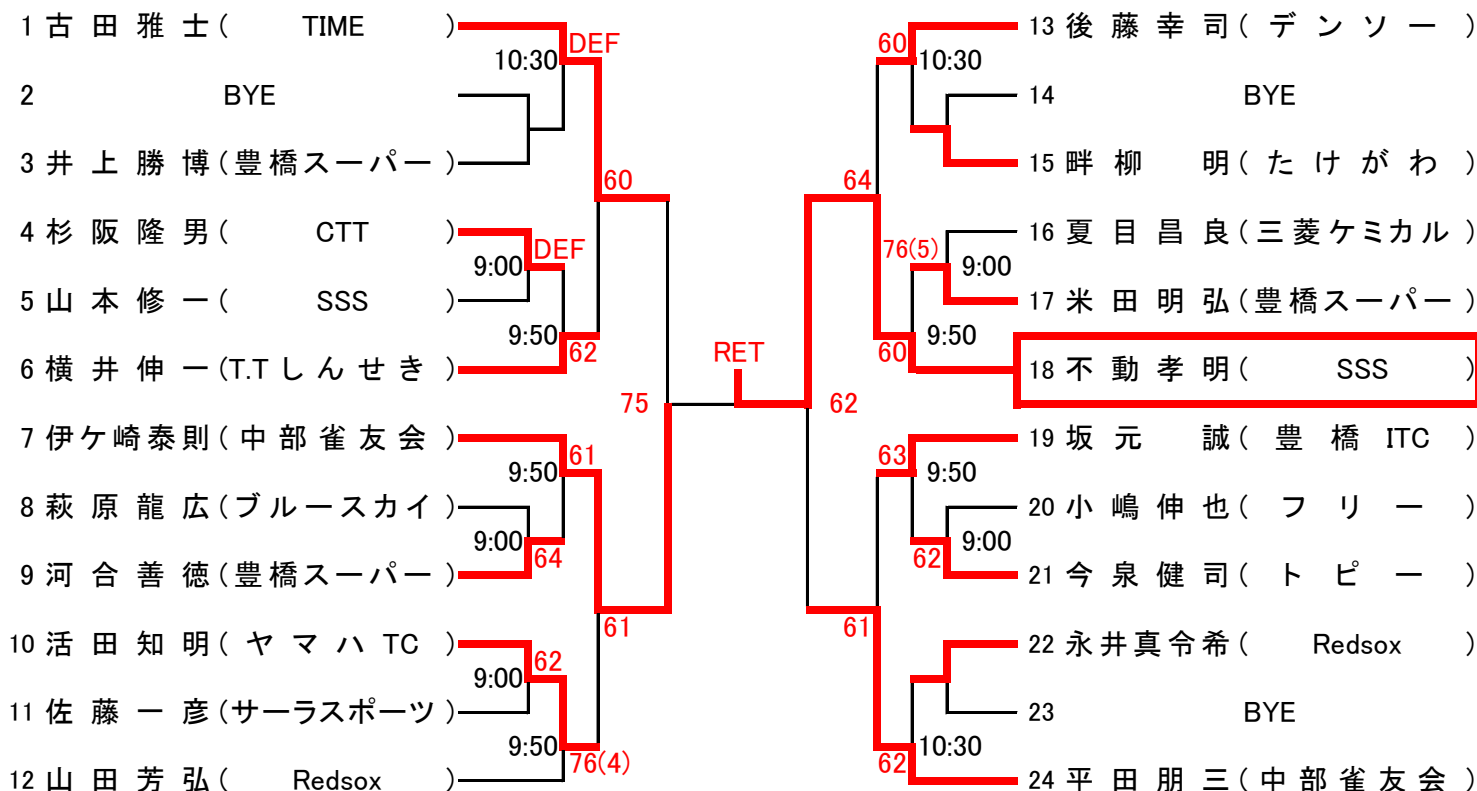 1 古田雅士( TIME )
DEF
10:30
2 BYE
3 井上勝博(豊橋スーパー)
60
4 杉阪隆男( CTT )
DEF
9:00
5 山本修一( SSS )
9:50
62
6 横井伸一(T.Tしんせき)
75
7 伊ケ崎泰則(中部雀友会)
61
9:50
8 萩原龍広(ブルースカイ)
9:00
64
9 河合善徳(豊橋スーパー)
61
10 活田知明(ヤマハTC)
62
9:00
11 佐藤一彦(サーラスポーツ)
9:50
76(4)
12 山田芳弘( Redsox )
RET
13 後藤幸司(デンソー)
60
10:30
14 BYE
15 畔柳 明(たけがわ)
64
16 夏目昌良(三菱ケミカル)
76(5)
9:00
17 米田明弘(豊橋スーパー)
9:50
60
18 不動孝明( SSS )
62
19 坂元 誠(豊橋ITC)
63
9:50
20 小嶋伸也(フリー)
9:00
62
21 今泉健司(トピー)
61
22 永井真令希( Redsox )
23 BYE
10:30
62
24 平田朋三(中部雀友会)